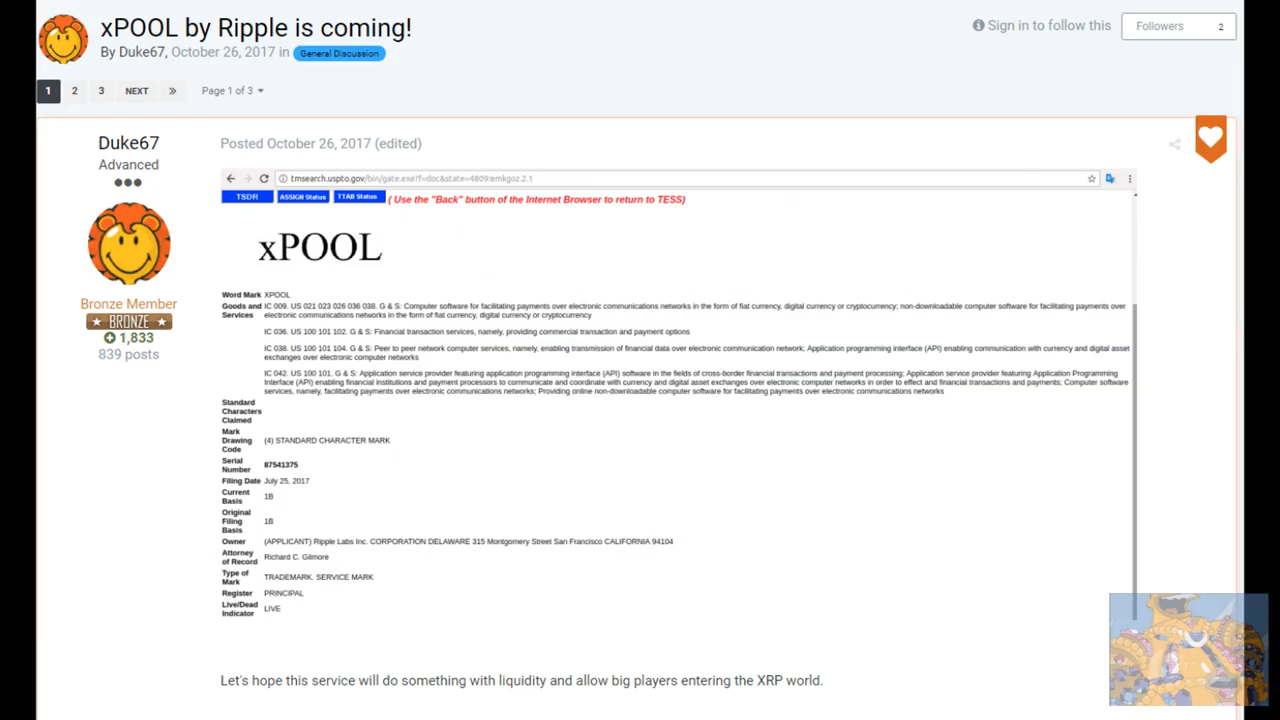 xPOOL by Ripple is coming!
By Duke67, October 26, 2017 in General Discussion
Sign in to follow this
Followers 2
1 2 3 NEXT » Page 1 of 3
Duke67
Advanced
Bronze Member
BRONZE
1,833
839 posts
Posted October 26, 2017 (edited)
tmsearch.uspto.gov/bin/gate.exe?f=doc&state=4809:emkgoz.2.1
TSDR ASSIGN Status TTAB Status ( Use the "Back" button of the Internet Browser to return to TESS)
xPOOL
Word Mark XPOOL
Goods and Services IC 009. US 021 023 026 036 038. G & S: Computer software for facilitating payments over electronic communications networks in the form of fiat currency, digital currency or cryptocurrency; non-downloadable computer software for facilitating payments over
electronic communications networks in the form of fiat currency, digital currency or cryptocurrency
IC 036. US 100 101 102. G & S: Financial transaction services, namely, providing commercial transaction and payment options
IC 038. US 100 101 104. G & S: Peer to peer network computer services, namely, enabling transmission of financial data over electronic communication network; Application programming interface (API) enabling communication with currency and digital asset
exchanges over electronic computer networks
IC 042. US 100 101. G & S: Application service provider featuring application programming interface (API) software in the fields of cross-border financial transactions and payment processing; Application service provider featuring Application Programming
Interface (API) enabling financial institutions and payment processors to communicate and coordinate with currency and digital asset exchanges over electronic computer networks in order to effect and financial transactions and payments; Computer software
services, namely, facilitating payments over electronic communications networks; Providing online non-downloadable computer software for facilitating payments over electronic communications networks
Standard
Characters
Claimed
Mark
Drawing
Code
(4) STANDARD CHARACTER MARK
Serial
Number
87541375
Filing Date July 25, 2017
Current
Basis
1B
Original
Filing
Basis
1B
Owner (APPLICANT) Ripple Labs Inc. CORPORATION DELAWARE 315 Montgomery Street San Francisco CALIFORNIA 94104
Attorney
of Record
Richard C. Gilmore
Type of
Mark
TRADEMARK. SERVICE MARK
Register PRINCIPAL
Live/Dead
Indicator
LIVE
Let's hope this service will do something with liquidity and allow big players entering the XRP world.